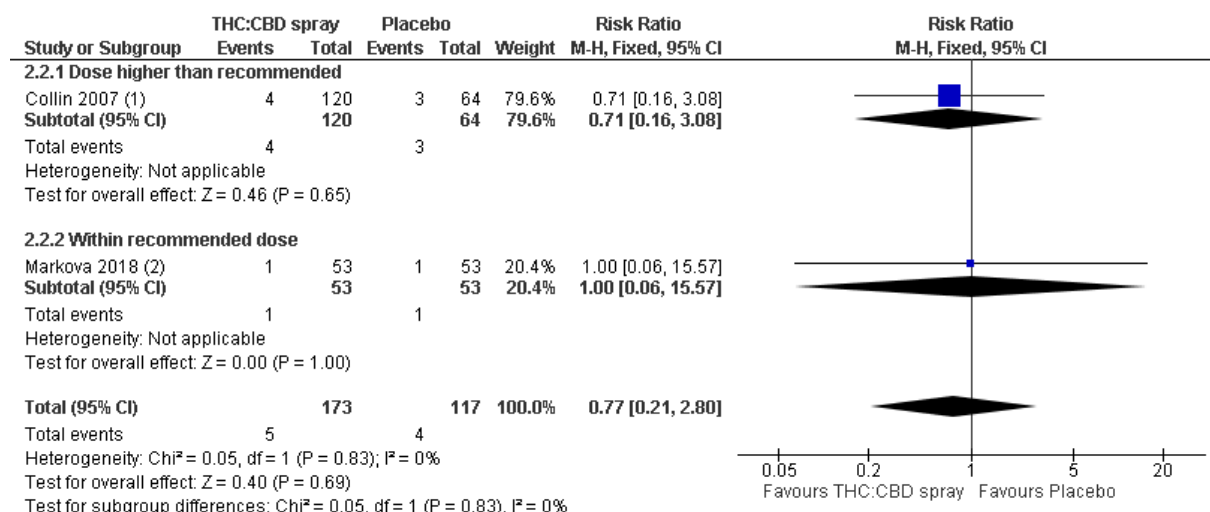 THC:CBD spray Placebo Risk Ratio Risk Ratio
Study or Subgroup Events Total Events Total Weight M-H, Fixed, 95% CI M-H, Fixed, 95% CI
2.2.1 Dose higher than recommended
Collin 2007 (1) 4 120 3 64 79.6% 0.71 [0.16, 3.08]
Subtotal (95% CI) 120 64 79.6% 0.71 [0.16, 3.08]
Total events 4 3
Heterogeneity: Not applicable
Test for overall effect: Z = 0.46 (P = 0.65)
2.2.2 Within recommended dose
Markova 2018 (2) 1 53 1 53 20.4% 1.00 [0.06, 15.57]
Subtotal (95% CI) 53 53 20.4% 1.00 [0.06, 15.57]
Total events 1 1
Heterogeneity: Not applicable
Test for overall effect: Z = 0.00 (P = 1.00)
Total (95% CI) 173 117 100.0% 0.77 [0.21, 2.80]
Total events 5 4
Heterogeneity: Chi² = 0.05, df = 1 (P = 0.83); I² = 0%
Test for overall effect: Z = 0.40 (P = 0.69)
Test for subgroup differences: Chi² = 0.05, df = 1 (P = 0.83), I² = 0%
0.05 0.2 1 5 20
Favours THC:CBD spray Favours Placebo